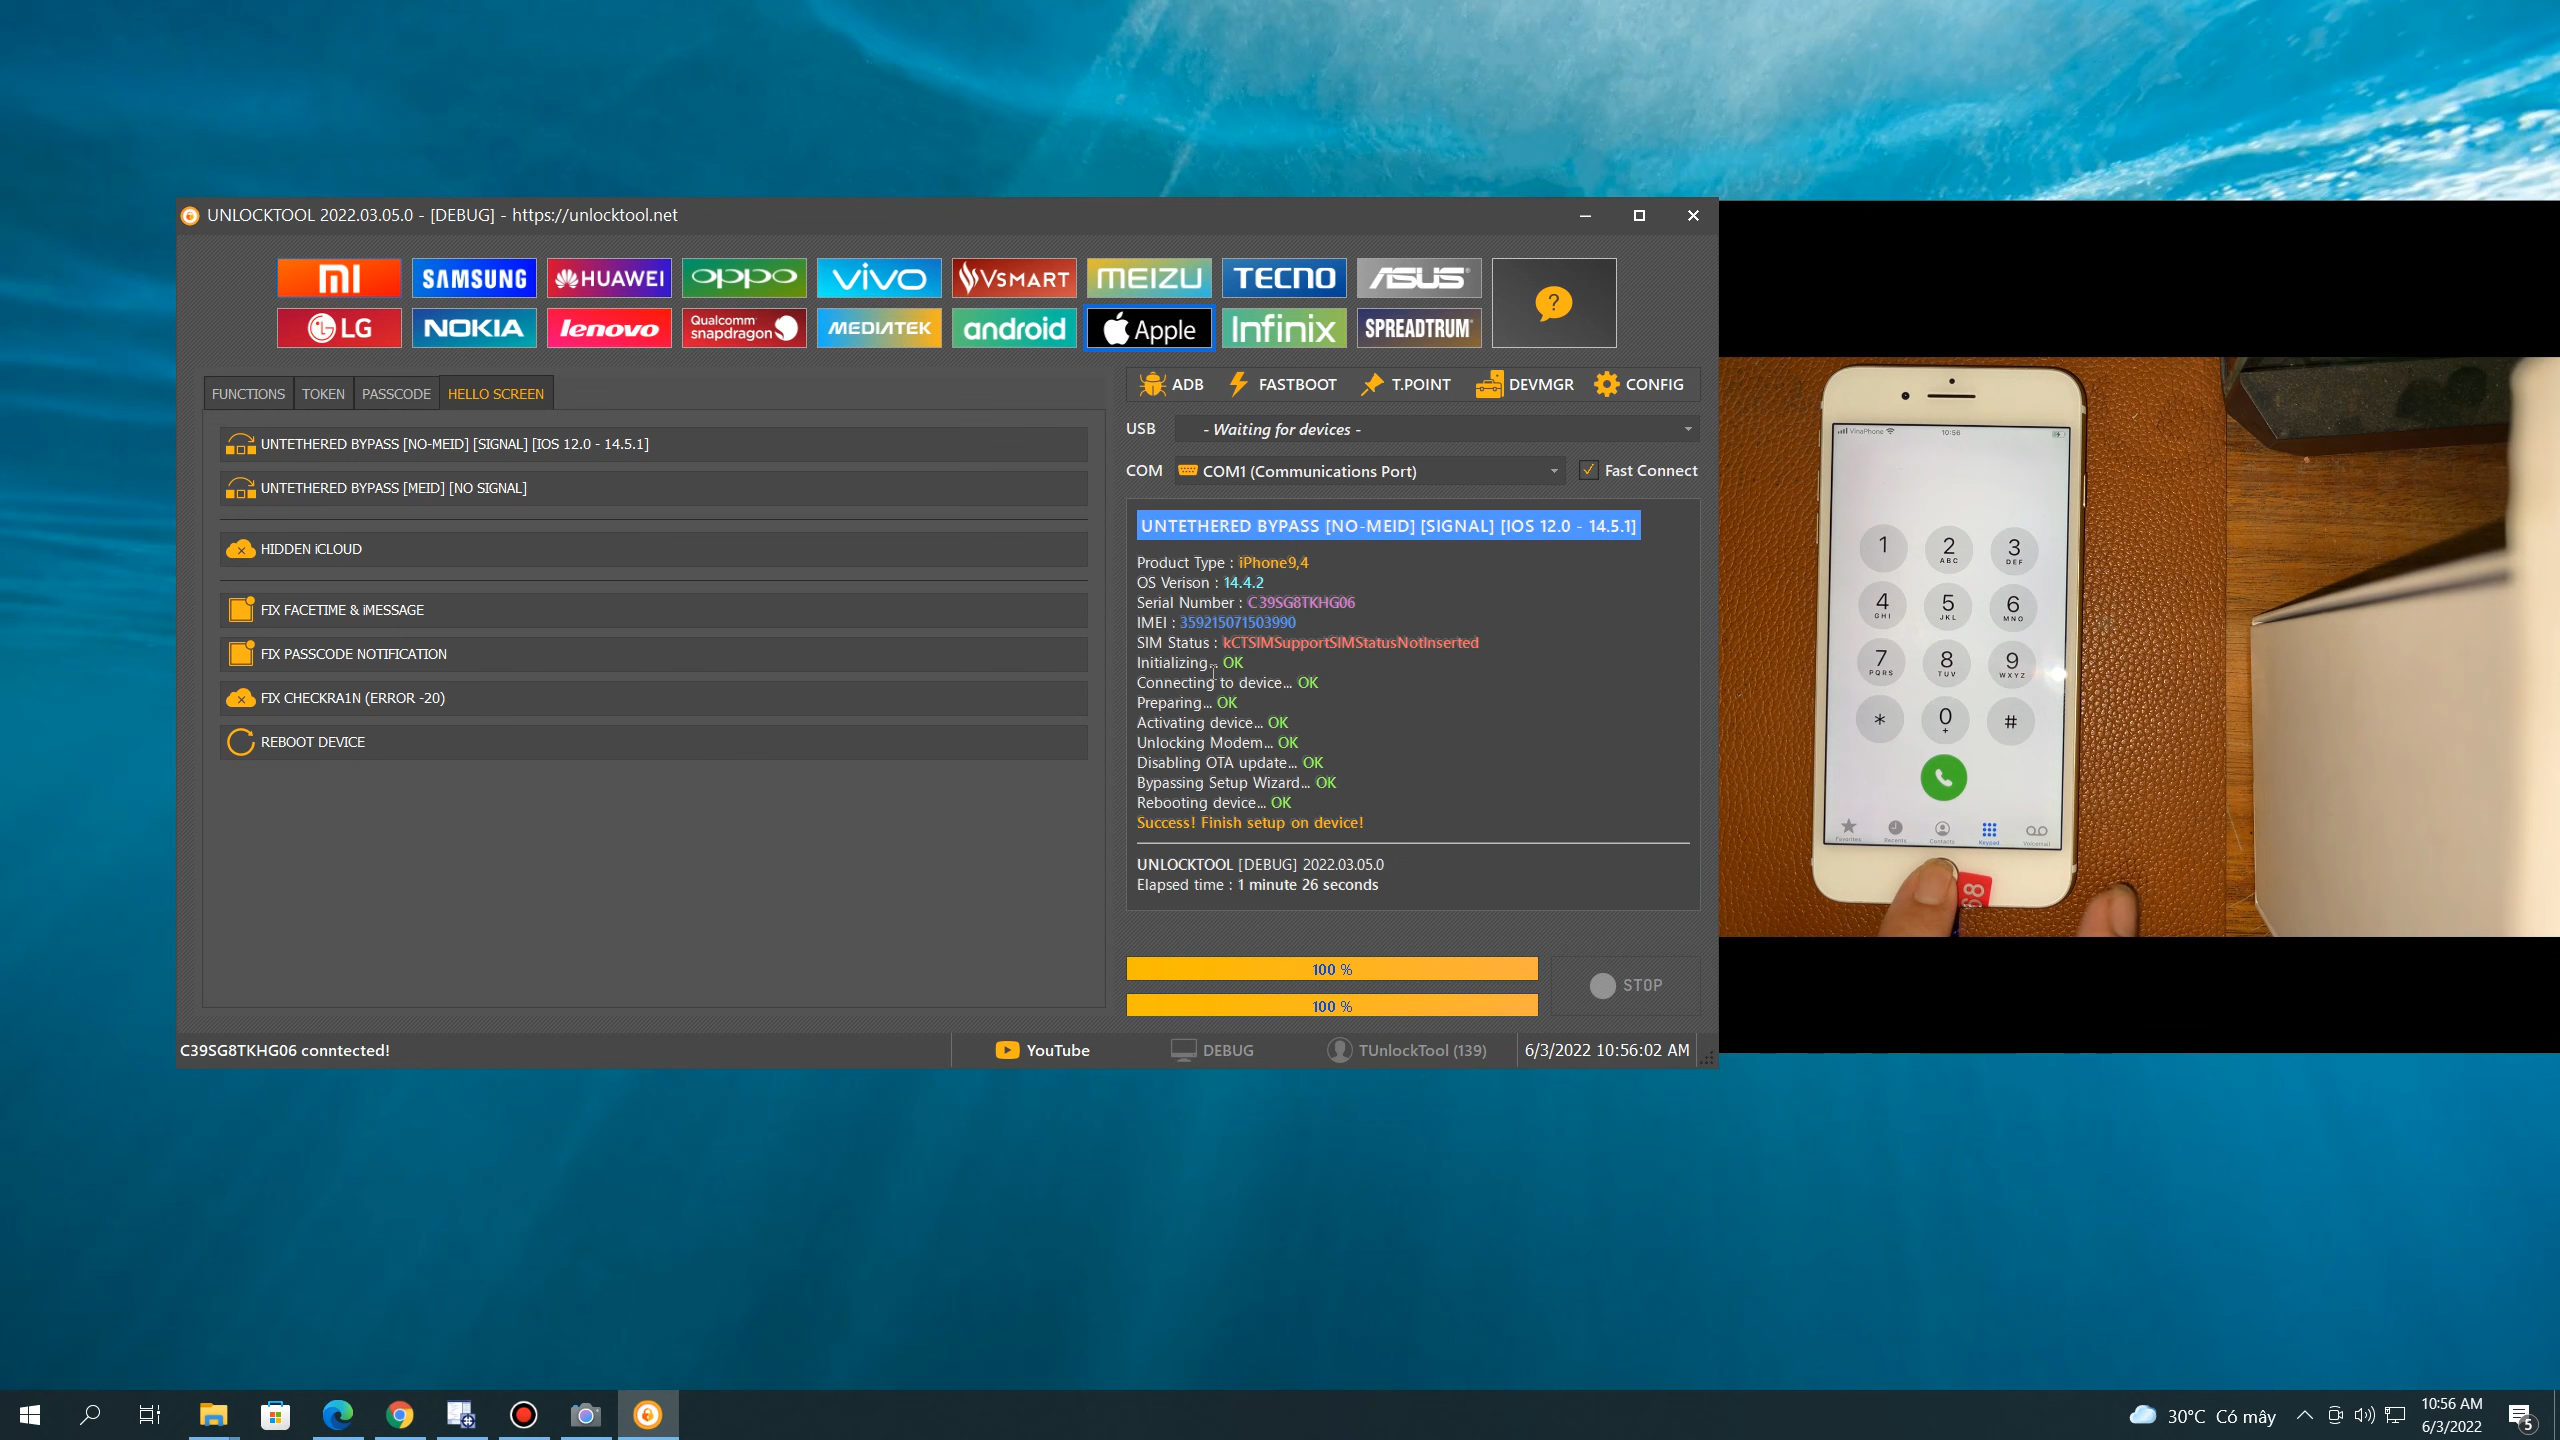 UNLOCKTOOL 2022.03.05.0 - [DEBUG] - https://unlocktool.net
MI SAMSUNG HUAWEI oppo vivo VSMART MEIZU TECNO ASUS ?
LG NOKIA lenovo Qualcomm snapdragon MEDIATEK android Apple Infinix SPREADTRUM
FUNCTIONS TOKEN PASSCODE HELLO SCREEN
UNTETHERED BYPASS [NO-MEID] [SIGNAL] [IOS 12.0 - 14.5.1]
UNTETHERED BYPASS [MEID] [NO SIGNAL]
HIDDEN iCLOUD
FIX FACETIME & iMESSAGE
FIX PASSCODE NOTIFICATION
FIX CHECKRA1N (ERROR -20)
REBOOT DEVICE
ADB FASTBOOT T.POINT DEVMGR CONFIG
USB - Waiting for devices -
COM COM1 (Communications Port) Fast Connect
UNTETHERED BYPASS [NO-MEID] [SIGNAL] [IOS 12.0 - 14.5.1]
Product Type : iPhone9,4
OS Verison : 14.4.2
Serial Number : C39SG8TKHG06
IMEI : 359215071503990
SIM Status : kCTSIMSupportSIMStatusNotInserted
Initializing... OK
Connecting to device... OK
Preparing... OK
Activating device... OK
Unlocking Modem... OK
Disabling OTA update... OK
Bypassing Setup Wizard... OK
Rebooting device... OK
Success! Finish setup on device!
UNLOCKTOOL [DEBUG] 2022.03.05.0
Elapsed time : 1 minute 26 seconds
100 %
100 %
STOP
C39SG8TKHG06 conntected!
YouTube DEBUG TUnlockTool (139) 6/3/2022 10:56:02 AM
VinaPhone 10:56
1 2 ABC 3 DEF
4 GHI 5 JKL 6 MNO
7 PQRS 8 TUV 9 WXYZ
* 0 + #
Favorites Recents Contacts Keypad Voicemail
68
30°C Có mây
10:56 AM
6/3/2022
5